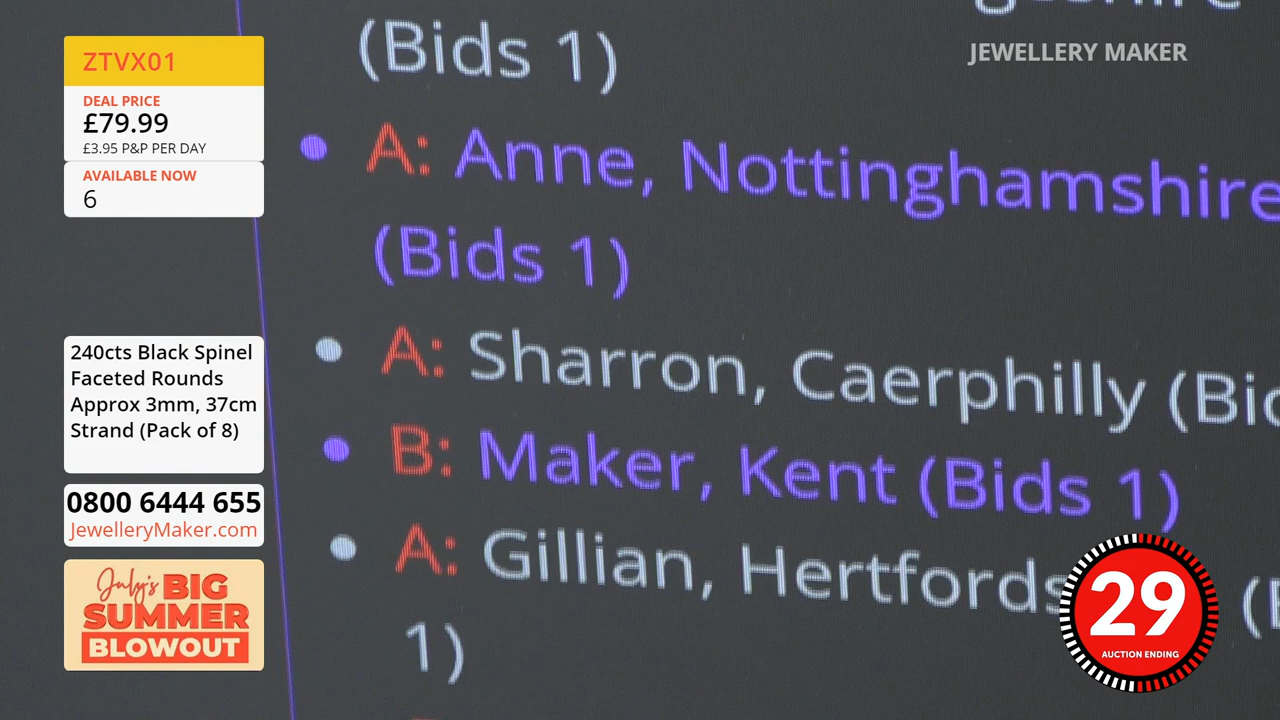 ZTVX01
DEAL PRICE
£79.99
£3.95 P&P PER DAY
AVAILABLE NOW
6
240cts Black Spinel
Faceted Rounds
Approx 3mm, 37cm
Strand (Pack of 8)
0800 6444 655
JewelleryMaker.com
July's BIG
SUMMER
BLOWOUT
JEWELLERY MAKER
(Bids 1)
• A: Anne, Nottinghamshire
(Bids 1)
• A: Sharron, Caerphilly
• B: Maker, Kent (Bids 1)
• A: Gillian,
1)
29
AUCTION ENDING